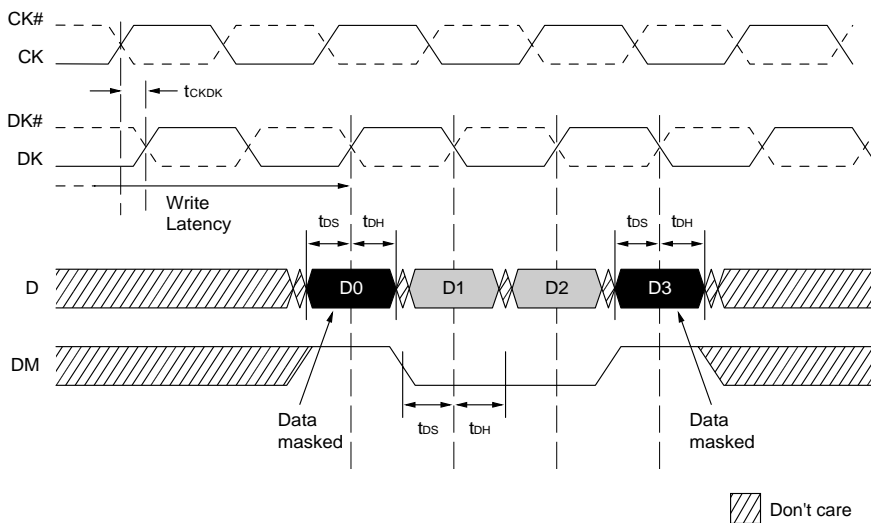 CK#
CK
tCKDK
DK#
DK
Write
Latency
tDS tDH tDS tDH
D D0 D1 D2 D3
DM
Data
masked
tDS tDH
Data
masked
Don't care